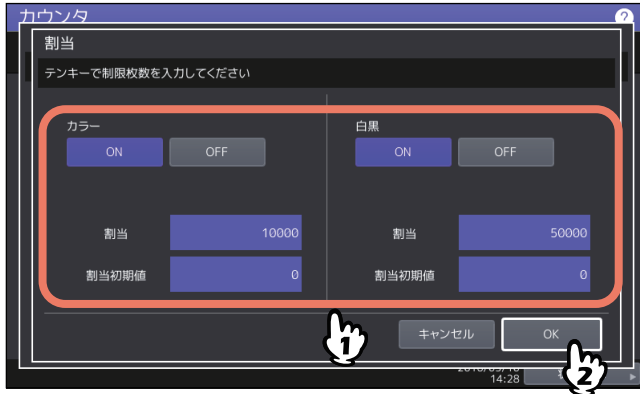 カウンタ ?
割当
テンキーで制限枚数を入力してください
カラー 白黒
ON OFF ON OFF
割当 10000 割当 50000
割当初期値 0 割当初期値 0
キャンセル OK
1
14:28
2